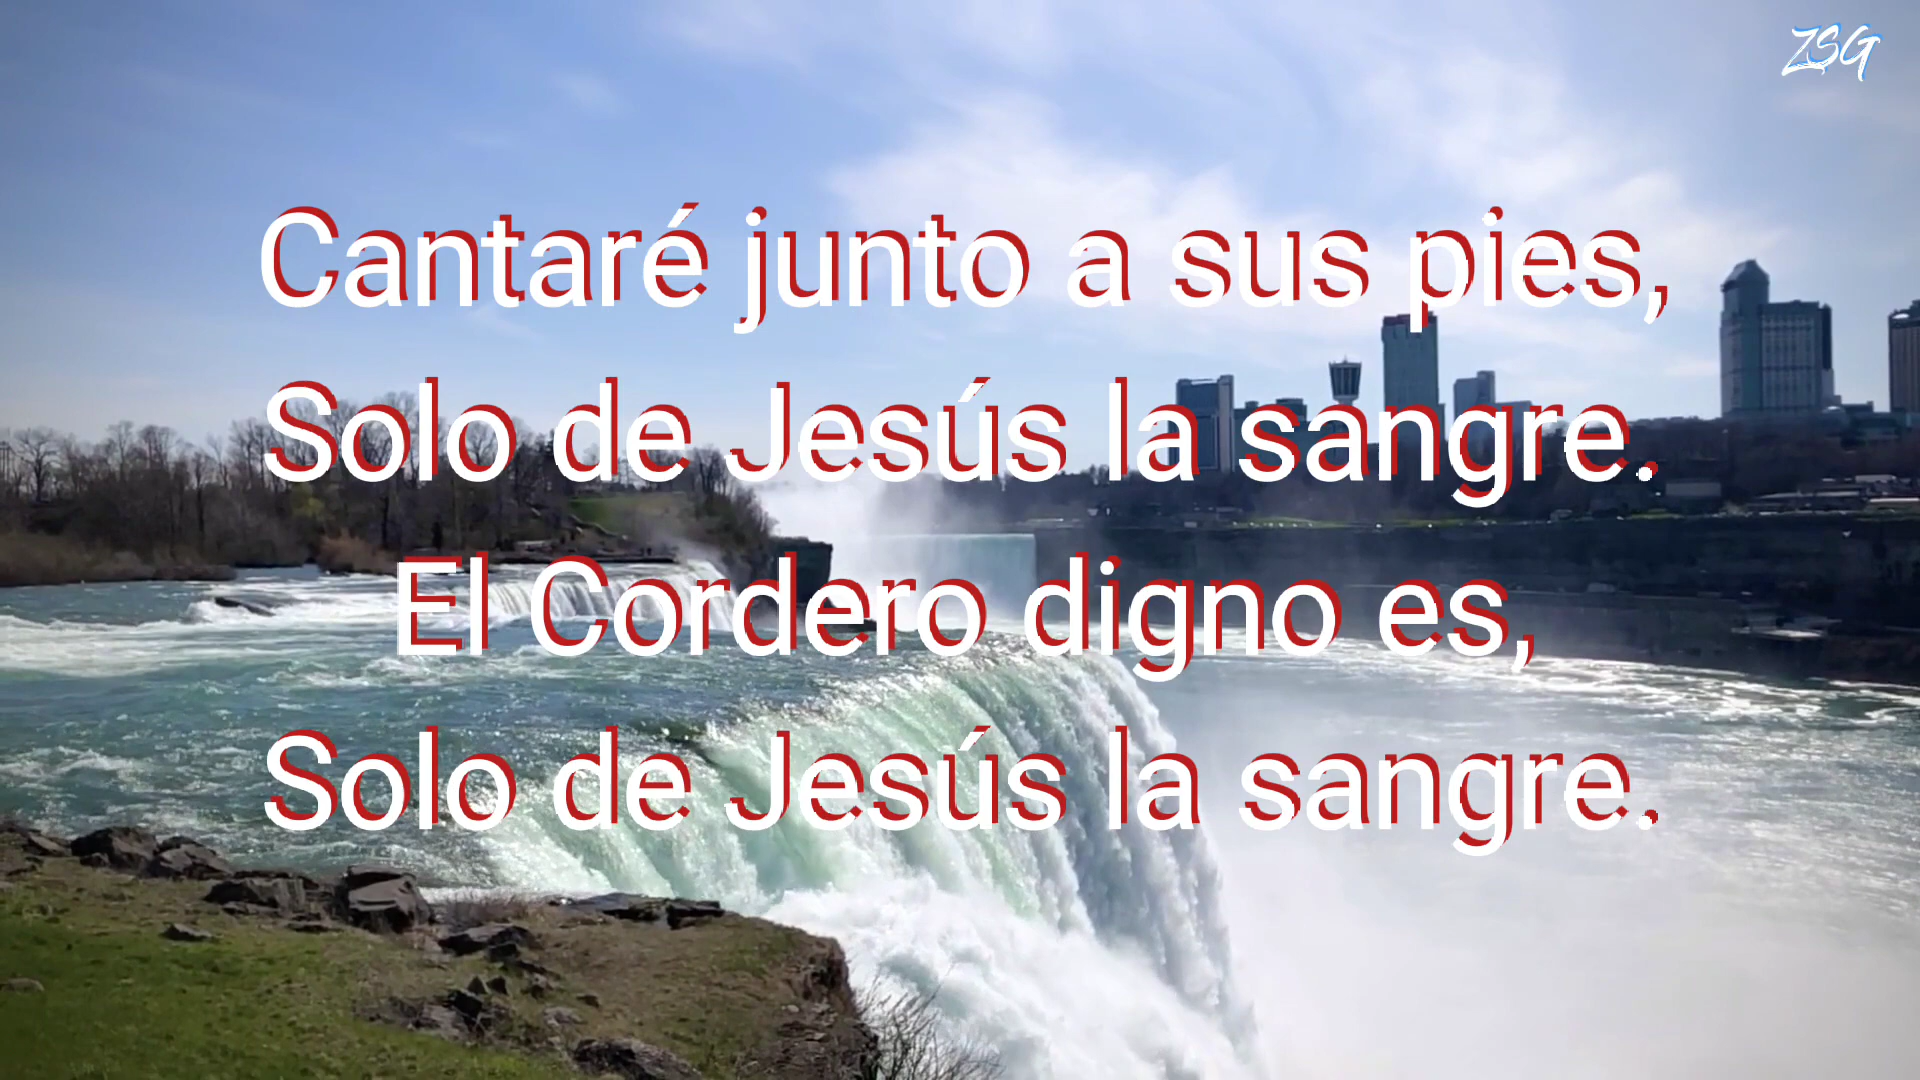 ZSG
Cantaré junto a sus pies,
Solo de Jesús la sangre.
El Cordero digno es,
Solo de Jesús la sangre.